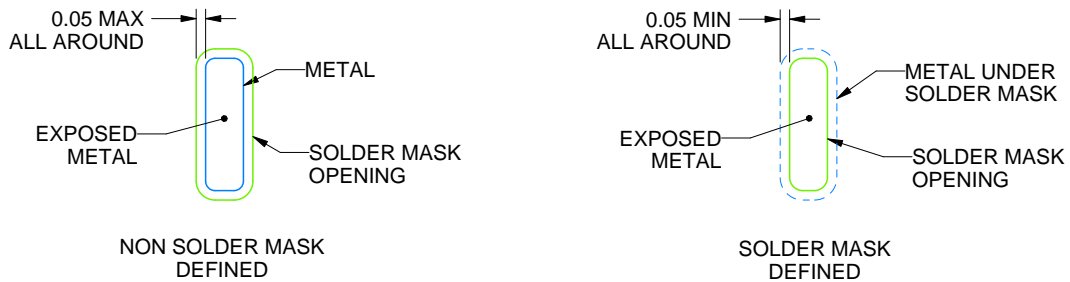 0.05 MAX
ALL AROUND
METAL
EXPOSED
METAL
SOLDER MASK
OPENING
NON SOLDER MASK
DEFINED
0.05 MIN
ALL AROUND
METAL UNDER
SOLDER MASK
EXPOSED
METAL
SOLDER MASK
OPENING
SOLDER MASK
DEFINED